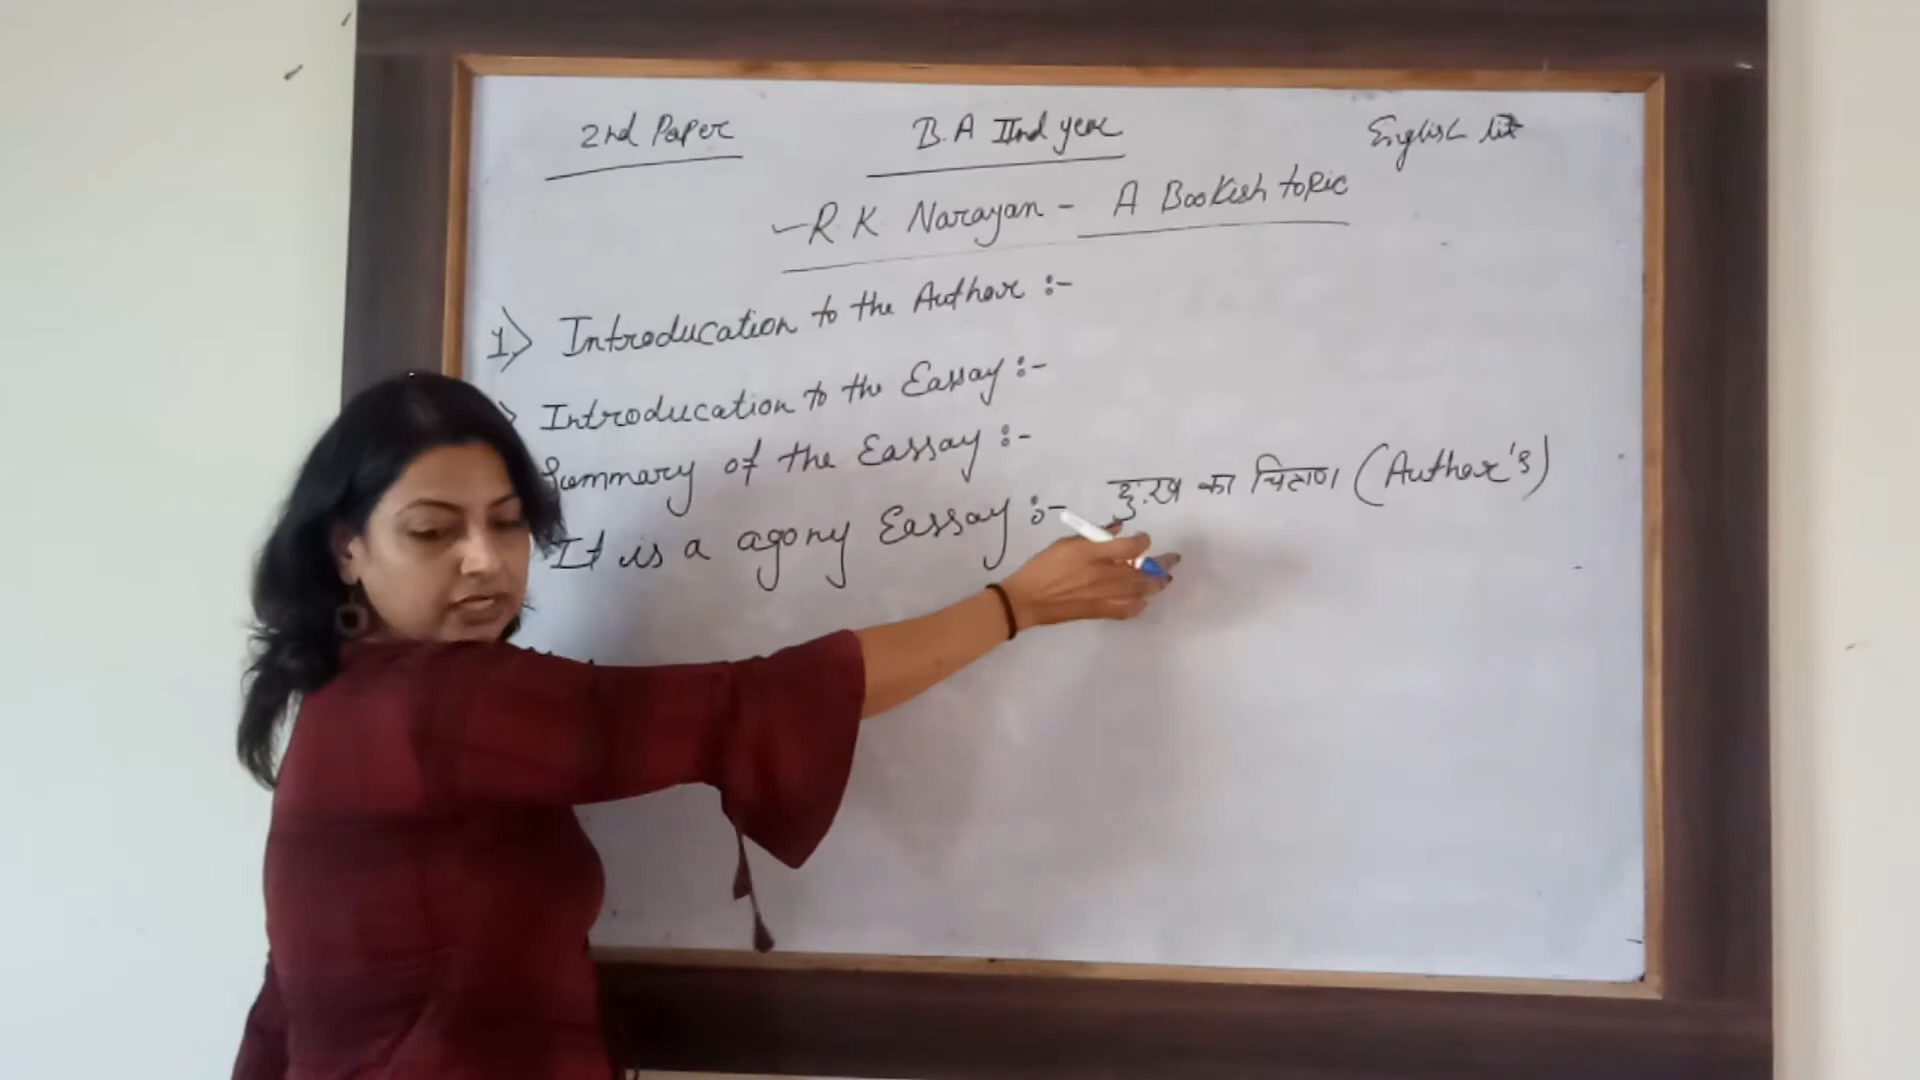 2nd Paper B.A IInd year English lit
R K Narayan - A Bookish topic
1) Introducation to the Author :-
Introducation to the Eassay :-
Summary of the Eassay :-
It is a agony Eassay :- दुःख का चित्रण (Author's)